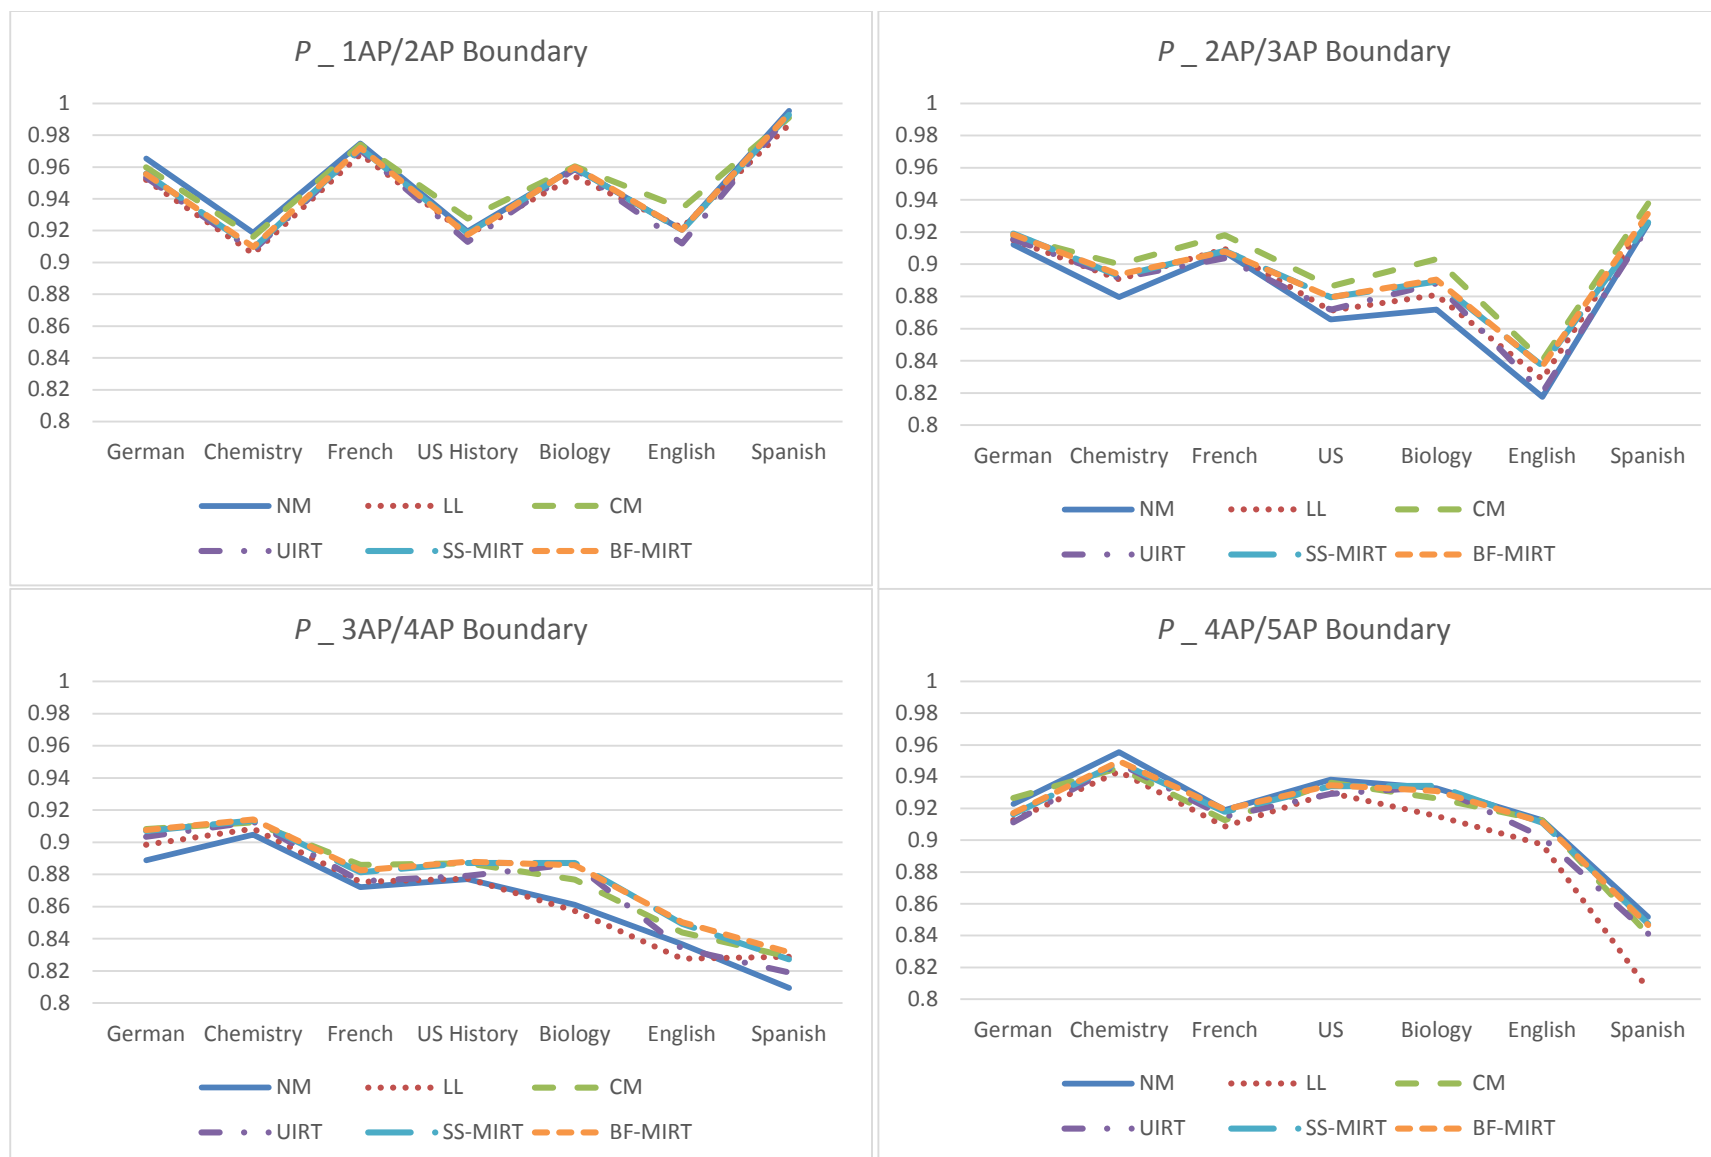 P _ 1AP/2AP Boundary
1
0.98
0.96
0.94
0.92
0.9
0.88
0.86
0.84
0.82
0.8
German Chemistry French US History Biology English Spanish
NM LL CM
UIRT SS-MIRT BF-MIRT
P _ 2AP/3AP Boundary
1
0.98
0.96
0.94
0.92
0.9
0.88
0.86
0.84
0.82
0.8
German Chemistry French US Biology English Spanish
NM LL CM
UIRT SS-MIRT BF-MIRT
P _ 3AP/4AP Boundary
1
0.98
0.96
0.94
0.92
0.9
0.88
0.86
0.84
0.82
0.8
German Chemistry French US History Biology English Spanish
NM LL CM
UIRT SS-MIRT BF-MIRT
P _ 4AP/5AP Boundary
1
0.98
0.96
0.94
0.92
0.9
0.88
0.86
0.84
0.82
0.8
German Chemistry French US Biology English Spanish
NM LL CM
UIRT SS-MIRT BF-MIRT